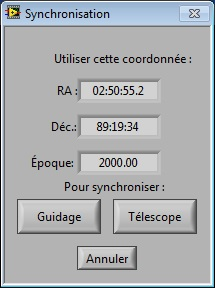 Synchronisation
Utiliser cette coordonnée :
RA : 02:50:55.2
Déc.: 89:19:34
Époque: 2000.00
Pour synchroniser :
Guidage Télescope
Annuler